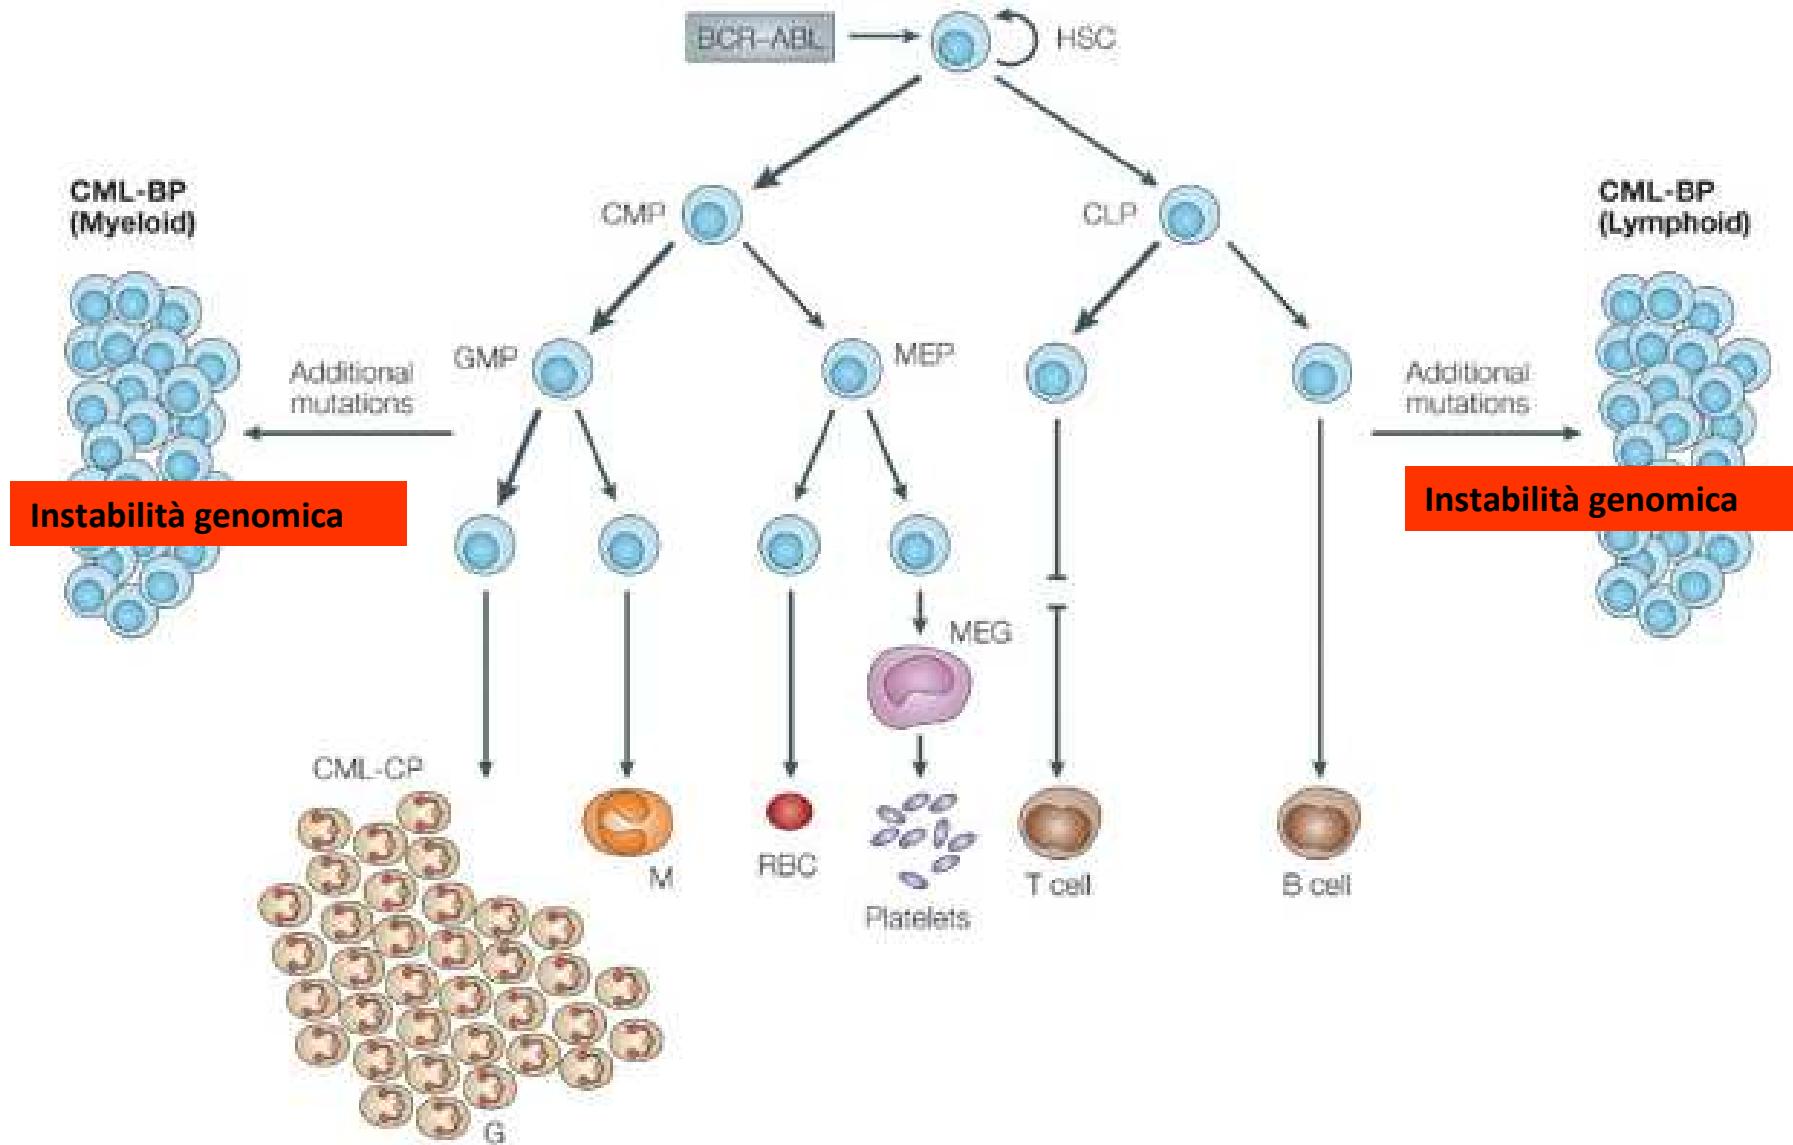 BCR–ABL
HSC
CML-BP
(Myeloid)
CMP
CLP
CML-BP
(Lymphoid)
GMP
MEP
Additional
mutations
Additional
mutations
Instabilità genomica
Instabilità genomica
MEG
CML-CP
M
RBC
Platelets
T cell
B cell
G